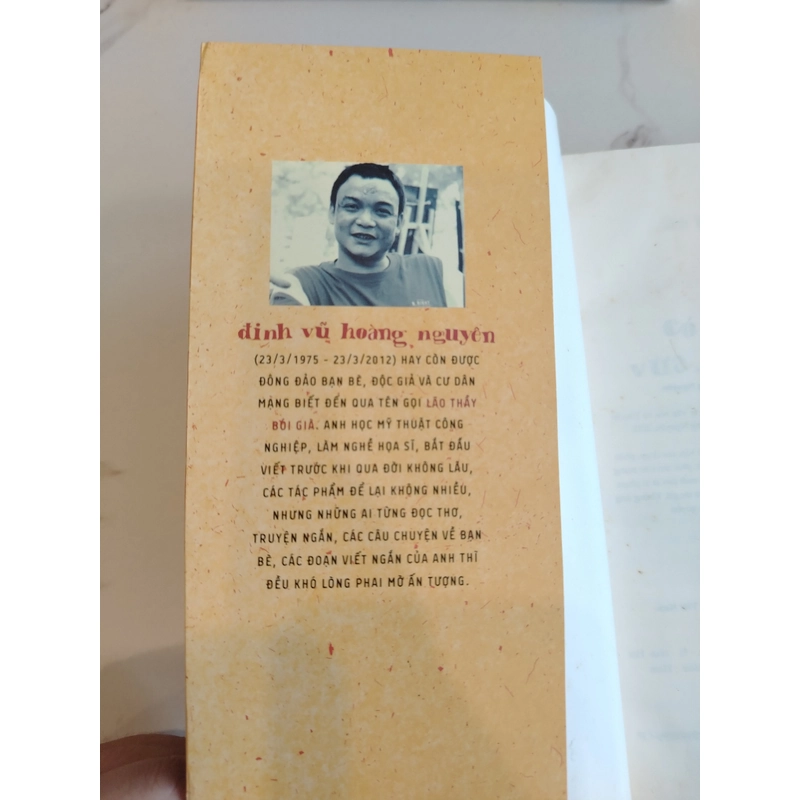 đinh vũ hoàng nguyên
(23/3/1975 - 23/3/2012) HAY CÒN ĐƯỢC
ĐÔNG ĐẢO BẠN BÈ, ĐỘC GIẢ VÀ CƯ DÂN
MẠNG BIẾT ĐẾN QUA TÊN GỌI LÃO THẦY
BÓI GIÀ. ANH HỌC MỸ THUẬT CÔNG
NGHIỆP, LÀM NGHỀ HỌA SĨ, BẮT ĐẦU
VIẾT TRƯỚC KHI QUA ĐỜI KHÔNG LÂU,
CÁC TÁC PHẨM ĐỂ LẠI KHÔNG NHIỀU,
NHƯNG NHỮNG AI TỪNG ĐỌC THƠ,
TRUYỆN NGẮN, CÁC CÂU CHUYỆN VỀ BẠN
BÈ, CÁC ĐOẠN VIẾT NGẮN CỦA ANH THÌ
ĐỀU KHÓ LÒNG PHAI MỜ ẤN TƯỢNG.